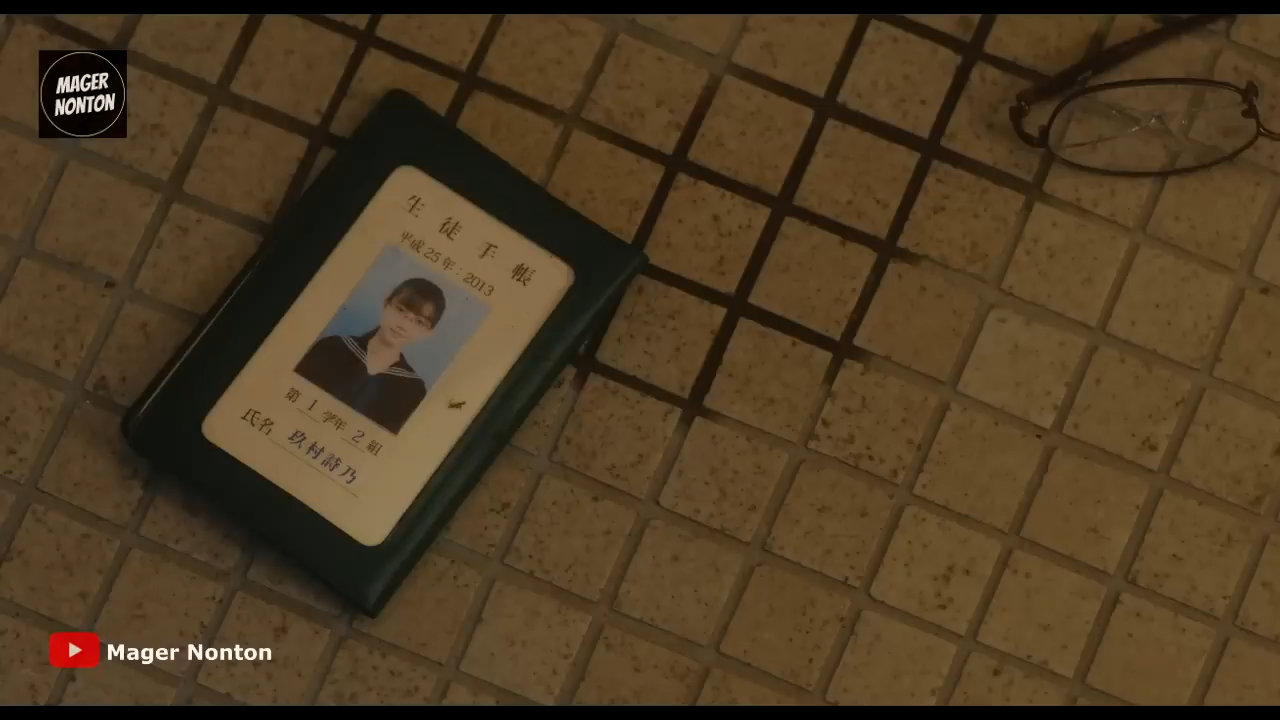 MAGER
NONTON
生徒手帳
平成25年:2013
第 1 学年 2 組
氏名 玖村詩乃
Mager Nonton